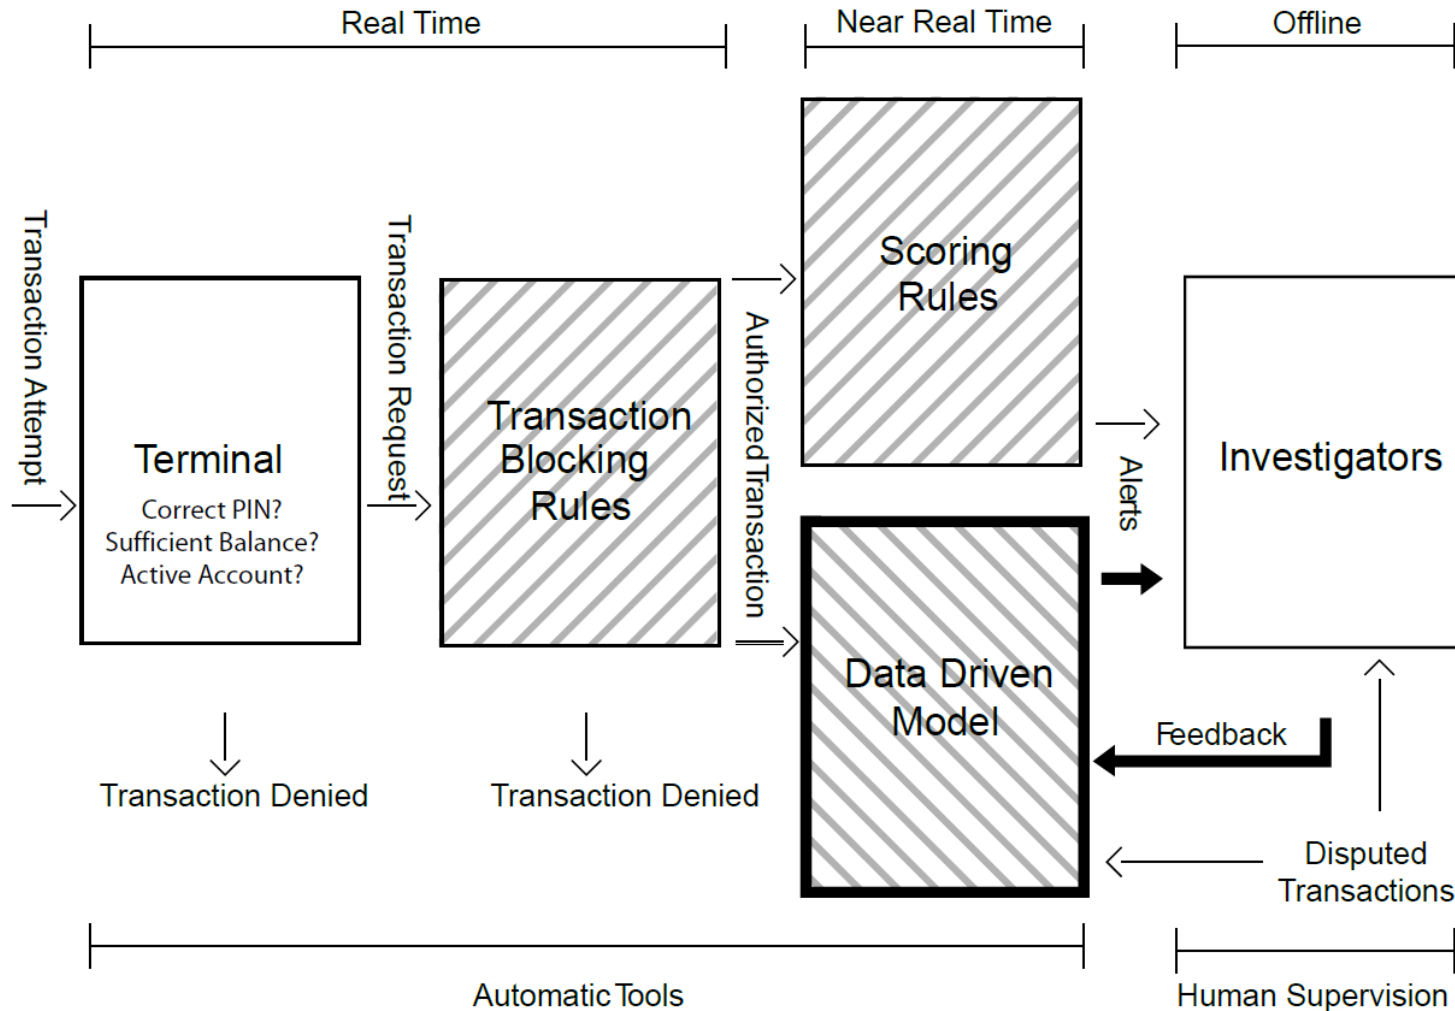 Real Time
Near Real Time
Offline
Transaction Attempt
Terminal
Correct PIN?
Sufficient Balance?
Active Account?
Transaction Denied
Transaction Request
Transaction
Blocking
Rules
Transaction Denied
Authorized Transaction
Scoring
Rules
Data Driven
Model
Alerts
Investigators
Feedback
Disputed
Transactions
Automatic Tools
Human Supervision